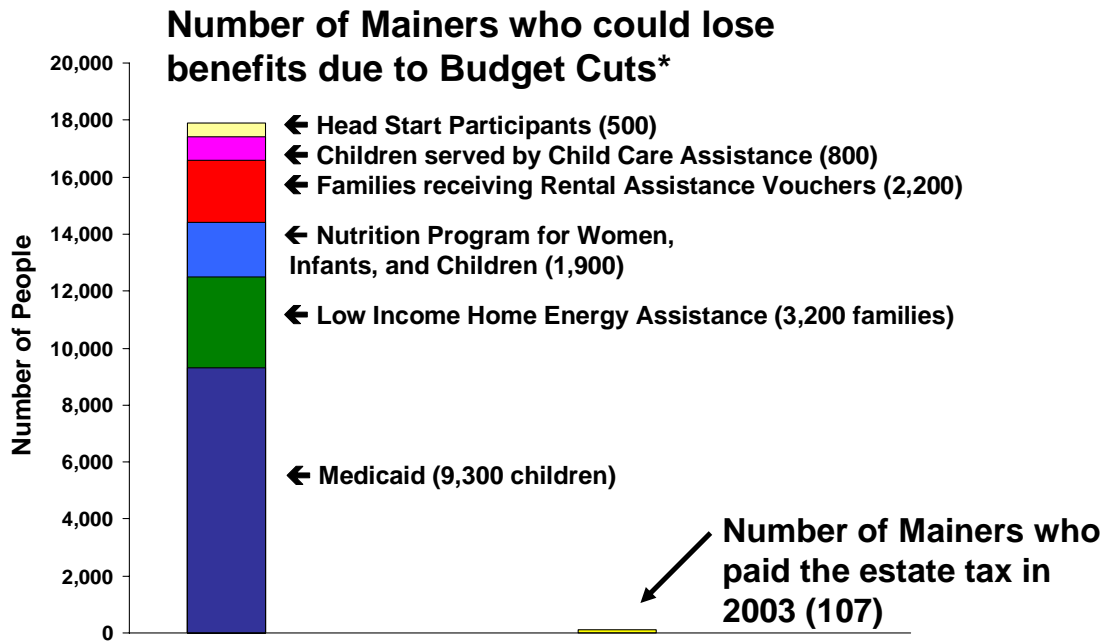 Number of Mainers who could lose
benefits due to Budget Cuts*
20,000
18,000
16,000
14,000
12,000
10,000
8,000
6,000
4,000
2,000
0
Number of People
← Head Start Participants (500)
← Children served by Child Care Assistance (800)
← Families receiving Rental Assistance Vouchers (2,200)
← Nutrition Program for Women,
Infants, and Children (1,900)
← Low Income Home Energy Assistance (3,200 families)
← Medicaid (9,300 children)
Number of Mainers who
paid the estate tax in
2003 (107)